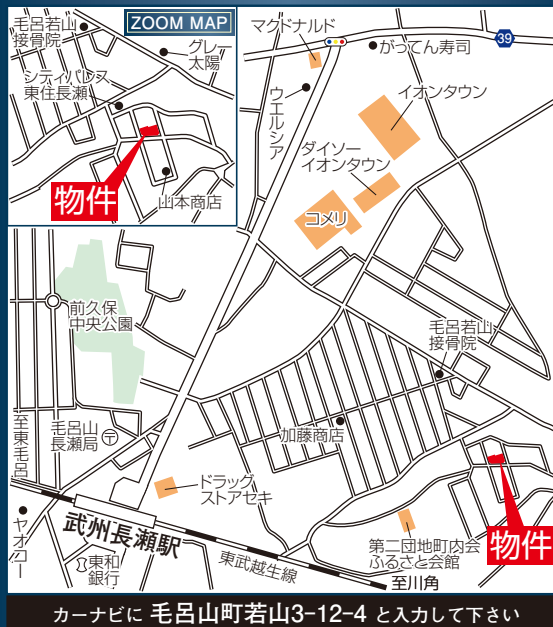 ZOOM MAP
毛呂若山
接骨院
グレー
太陽
シティパレス
東住長瀬
物件
山本商店
マクドナルド
がってん寿司
39
ウエルシア
イオンタウン
ダイソー
イオンタウン
コメリ
前久保
中央公園
毛呂若山
接骨院
至東毛呂
毛呂山
長瀬局
〒
加藤商店
ドラッグ
ストアセキ
武州長瀬駅
ヤオコー
東和
銀行
東武越生線
第二団地町内会
ふるさと会館
物件
至川角
カーナビに 毛呂山町若山3-12-4 と入力して下さい